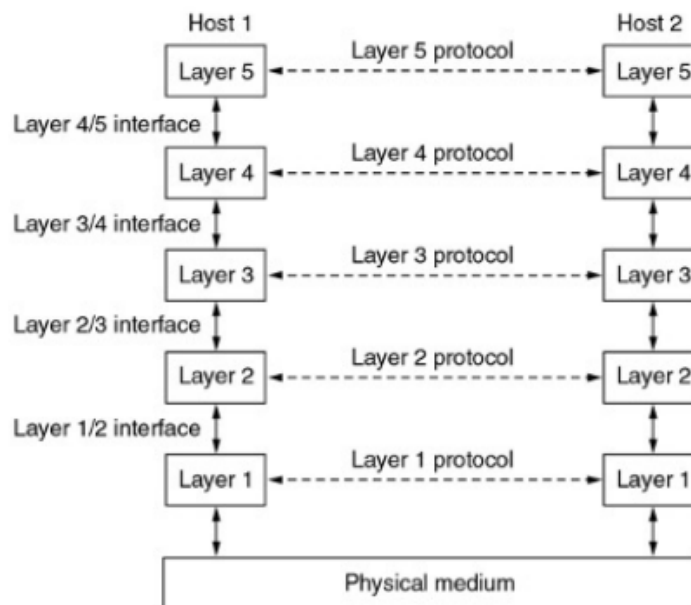 Host 1 Host 2
Layer 5 Layer 5 protocol Layer 5
Layer 4/5 interface
Layer 4 Layer 4 protocol Layer 4
Layer 3/4 interface
Layer 3 Layer 3 protocol Layer 3
Layer 2/3 interface
Layer 2 Layer 2 protocol Layer 2
Layer 1/2 interface
Layer 1 Layer 1 protocol Layer 1
Physical medium